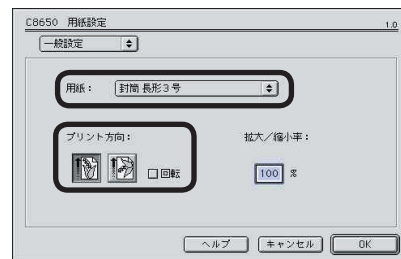 C8650 用紙設定 1.0
一般設定
用紙: 封筒 長形3号
プリント方向: 拡大/縮小率:
回転 100 %
ヘルプ キャンセル OK